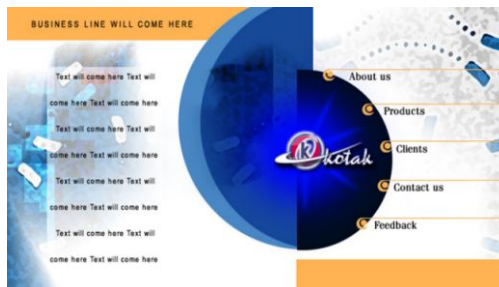 BUSINESS LINE WILL COME HERE
Text will come here Text will
come here Text will come here
Text will come here Text will
come here Text will come here
Text will come here Text will
come here Text will come here
Text will come here Text will
come here Text will come here
kotak
About us
Products
Clients
Contact us
Feedback